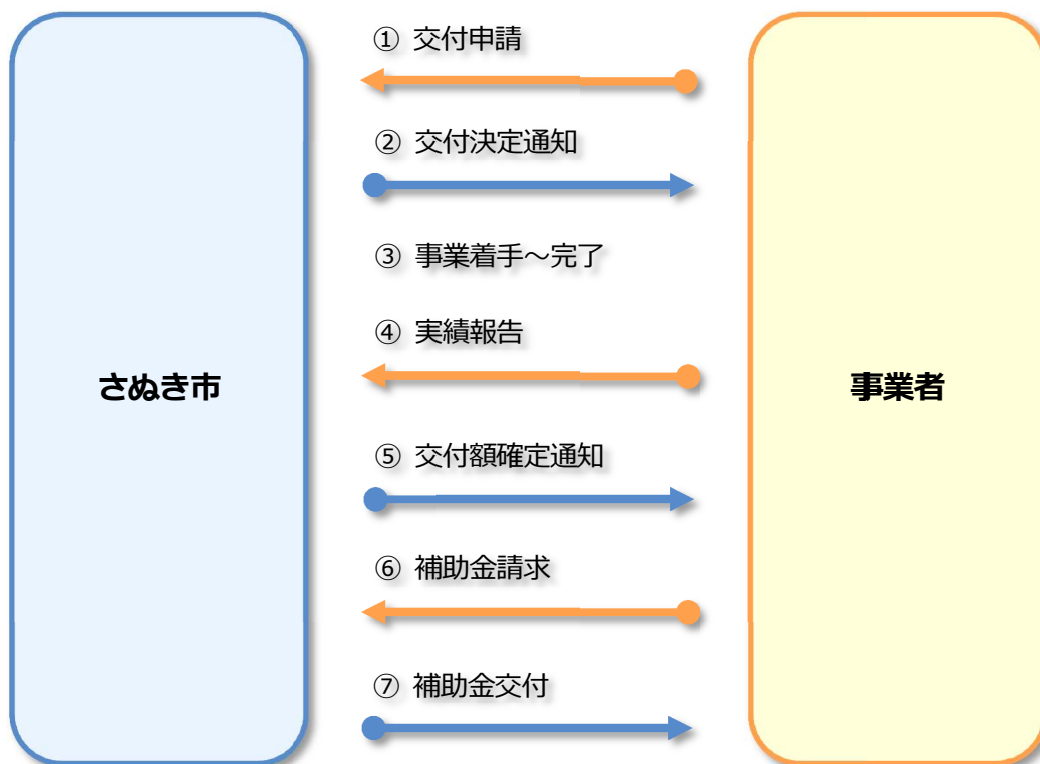 ① 交付申請
② 交付決定通知
③ 事業着手～完了
④ 実績報告
さぬき市
事業者
⑤ 交付額確定通知
⑥ 補助金請求
⑦ 補助金交付